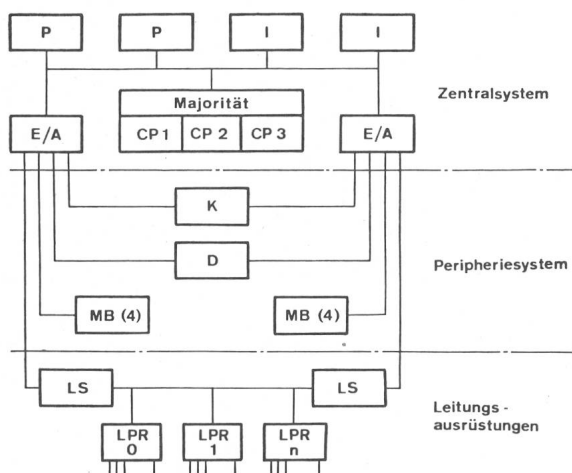 P P I I
Zentralsystem
Majorität
E/A CP 1 CP 2 CP 3 E/A
K
D
Peripheriesystem
MB (4) MB (4)
LS LS
Leitungs-
ausrüstungen
LPR LPR LPR
0 1 n